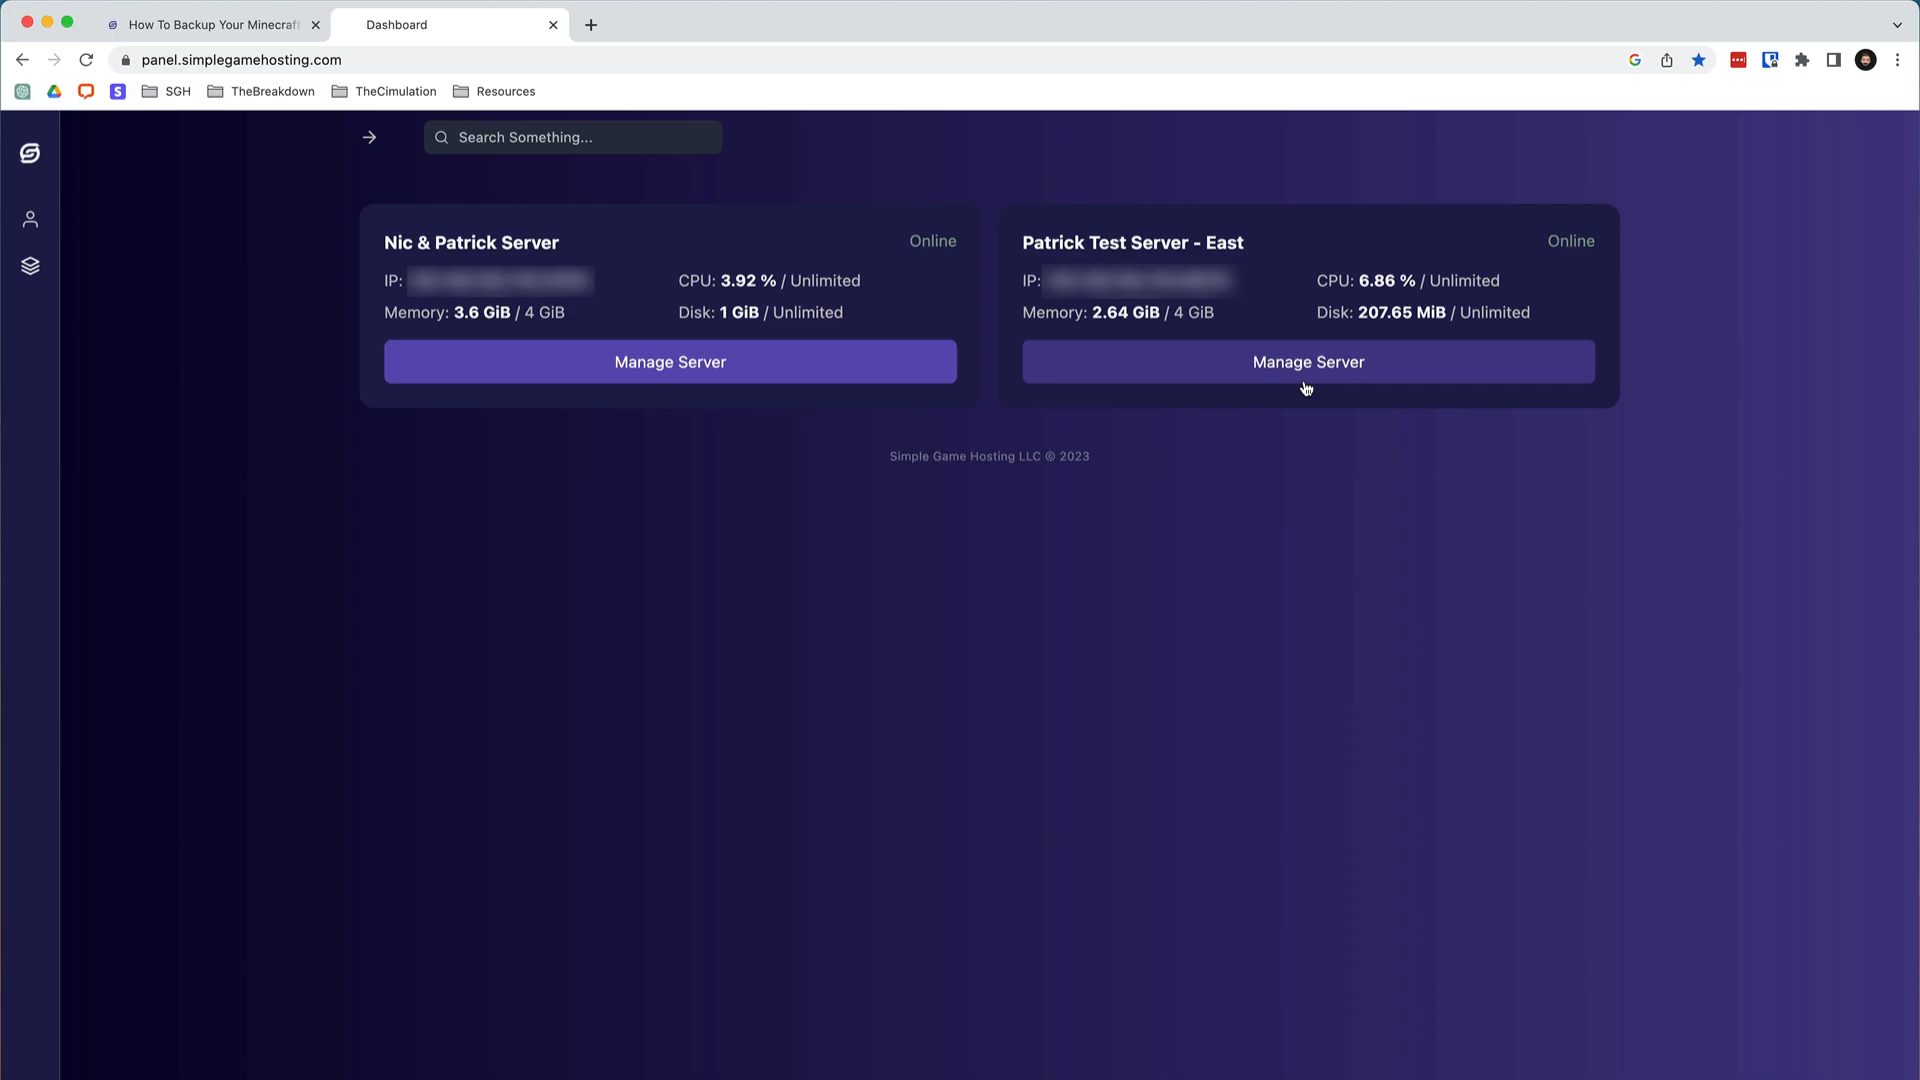 How To Backup Your Minecraft
Dashboard
panel.simplegamehosting.com
SGH
TheBreakdown
TheCimulation
Resources
Search Something...
Nic & Patrick Server
Online
IP:
CPU: 3.92 % / Unlimited
Memory: 3.6 GiB / 4 GiB
Disk: 1 GiB / Unlimited
Manage Server
Patrick Test Server - East
Online
IP:
CPU: 6.86 % / Unlimited
Memory: 2.64 GiB / 4 GiB
Disk: 207.65 MiB / Unlimited
Manage Server
Simple Game Hosting LLC © 2023